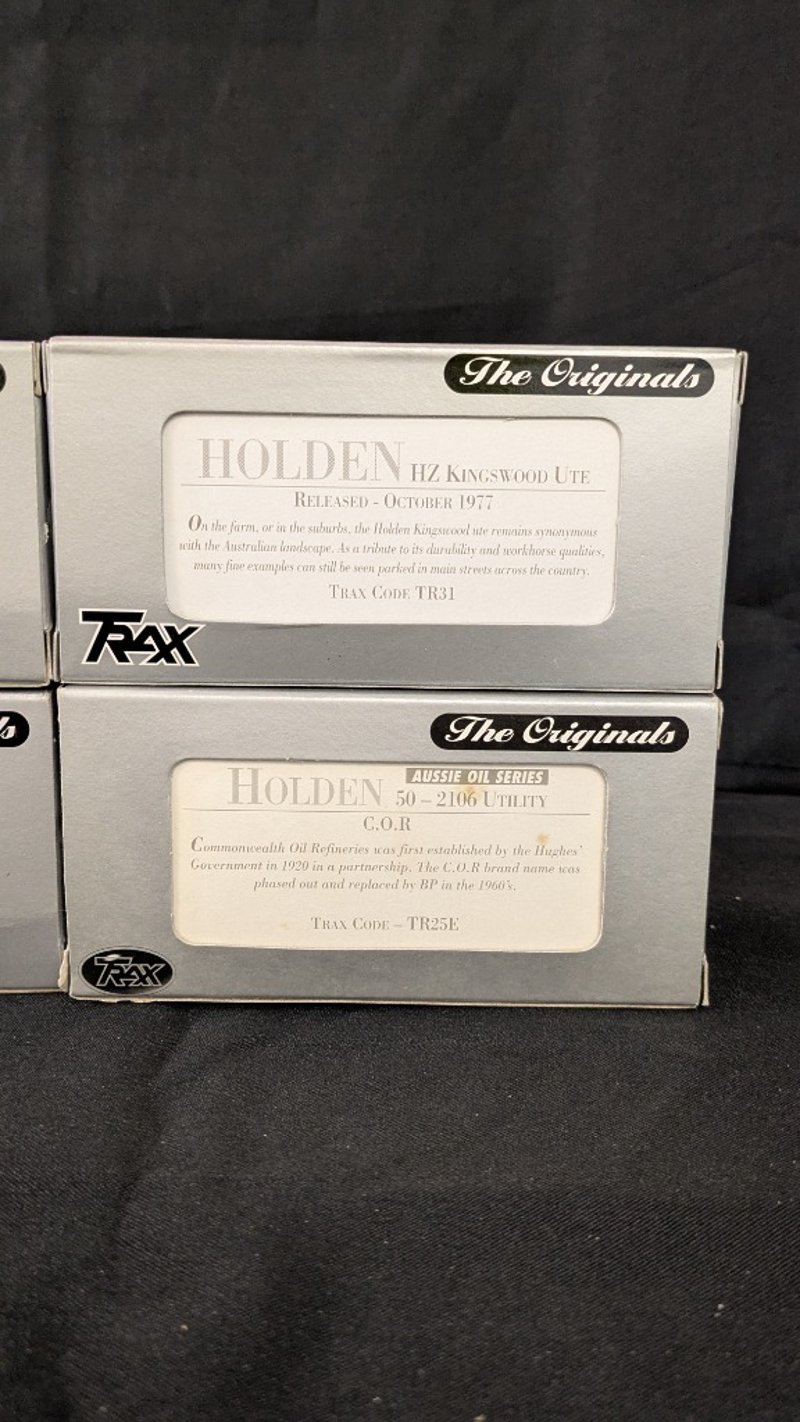 The Originals
HOLDEN HZ KINGSWOOD UTE
RELEASED - OCTOBER 1977
On the farm, or in the suburbs, the Holden Kingswood ute remains synonymous
with the Australian landscape. As a tribute to its durability and workhorse qualities,
many fine examples can still be seen parked in main streets across the country.
TRAX CODE TR31
TRAX
ls
The Originals
AUSSIE OIL SERIES
HOLDEN 50 – 2106 UTILITY
C.O.R
Commonwealth Oil Refineries was first established by the Hughes'
Government in 1920 in a partnership. The C.O.R brand name was
phased out and replaced by BP in the 1960's.
TRAX CODE – TR25E
TRAX